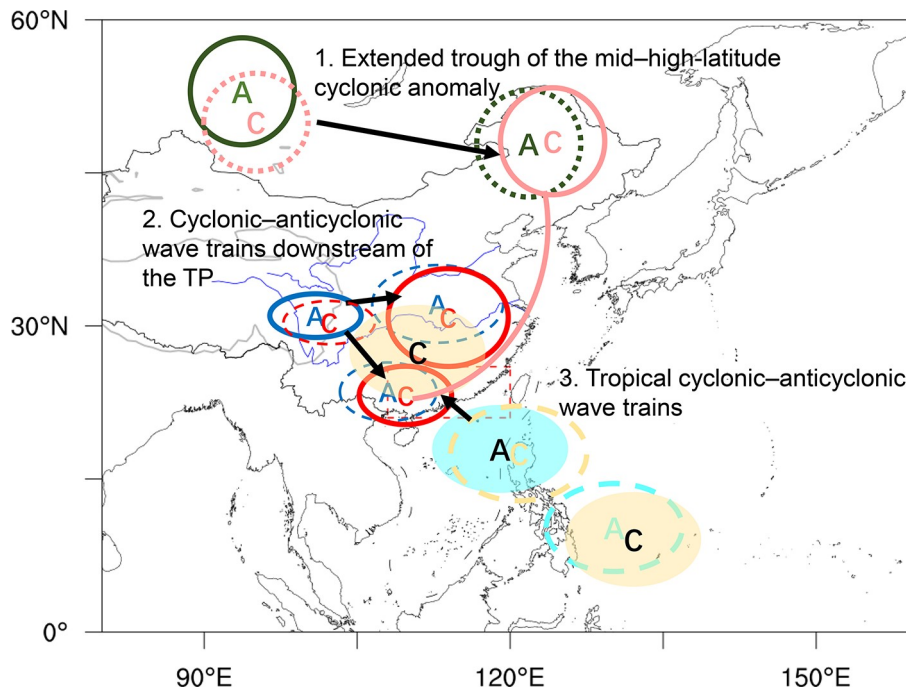 60°N
1. Extended trough of the mid–high-latitude
cyclonic anomaly
A
C
A C
2. Cyclonic–anticyclonic
wave trains downstream of
the TP
A C
A C
30°N
C
A C
3. Tropical cyclonic–anticyclonic
wave trains
A C
A C
0°
90°E
120°E
150°E